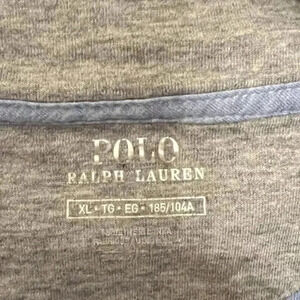 POLO
RALPH LAUREN
XL • TG • EG • 185/104A